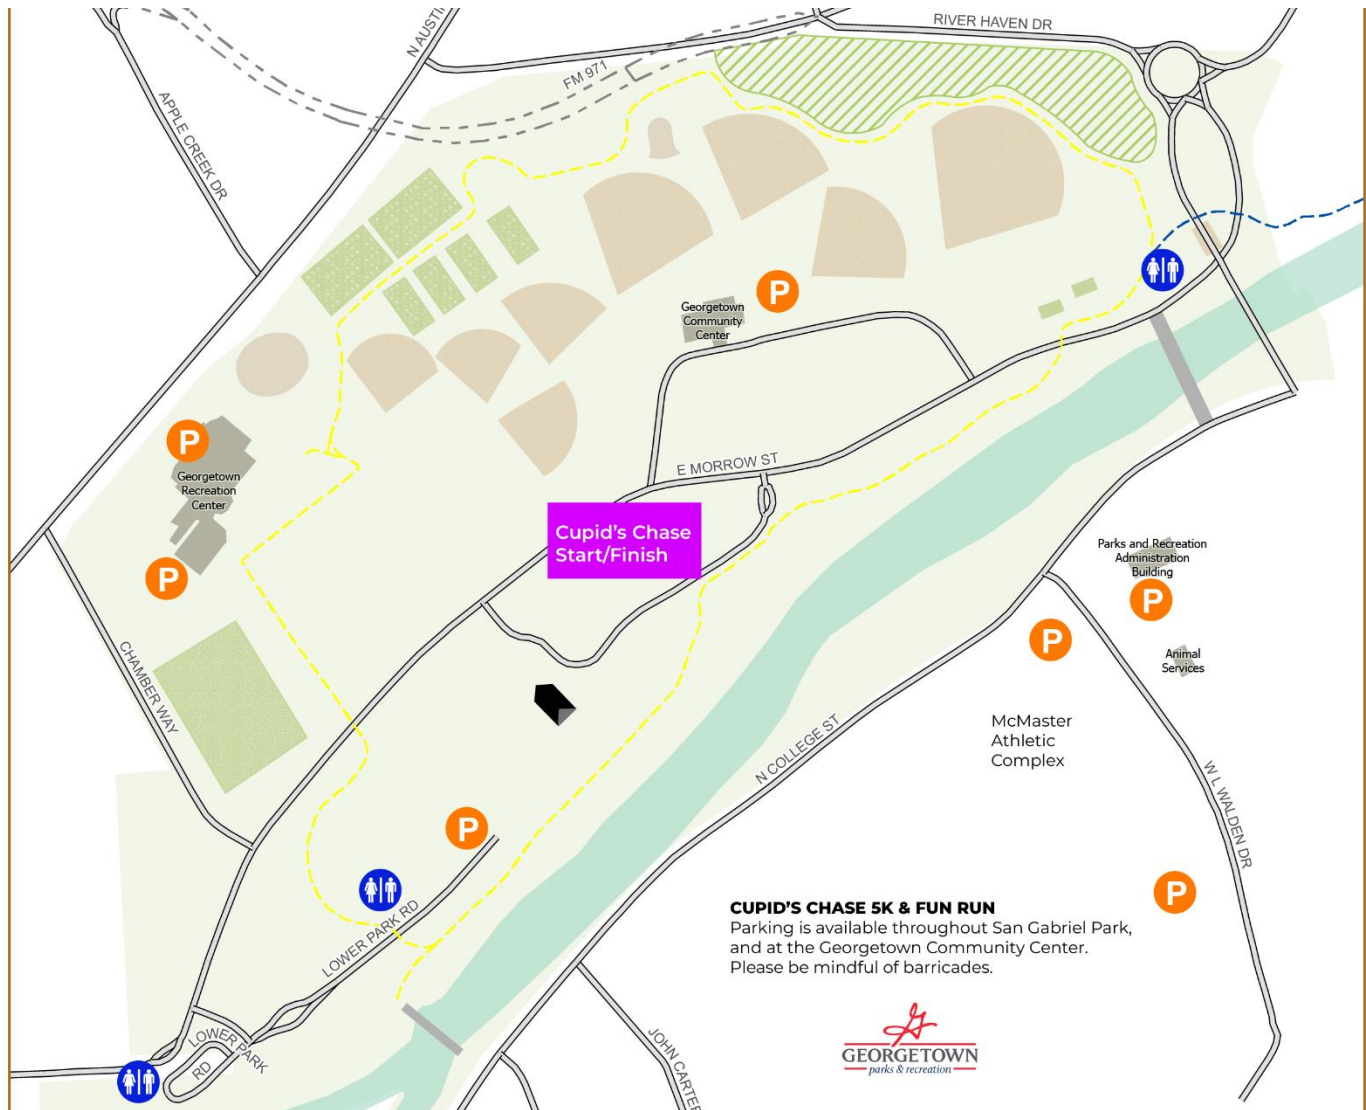 RIVER HAVEN DR
N AUSTIN
FM 971
APPLE CREEK DR
Georgetown
Community
Center
P
P
Georgetown
Recreation
Center
E MORROW ST
Cupid's Chase
Start/Finish
P
Parks and Recreation
Administration
Building
P
P
Animal
Services
CHAMBER WAY
McMaster
Athletic
Complex
N COLLEGE ST
W L WALDEN DR
P
P
LOWER PARK RD
CUPID'S CHASE 5K & FUN RUN
Parking is available throughout San Gabriel Park,
and at the Georgetown Community Center.
Please be mindful of barricades.
GEORGETOWN
parks & recreation
LOWER PARK
RD
JOHN CARTER